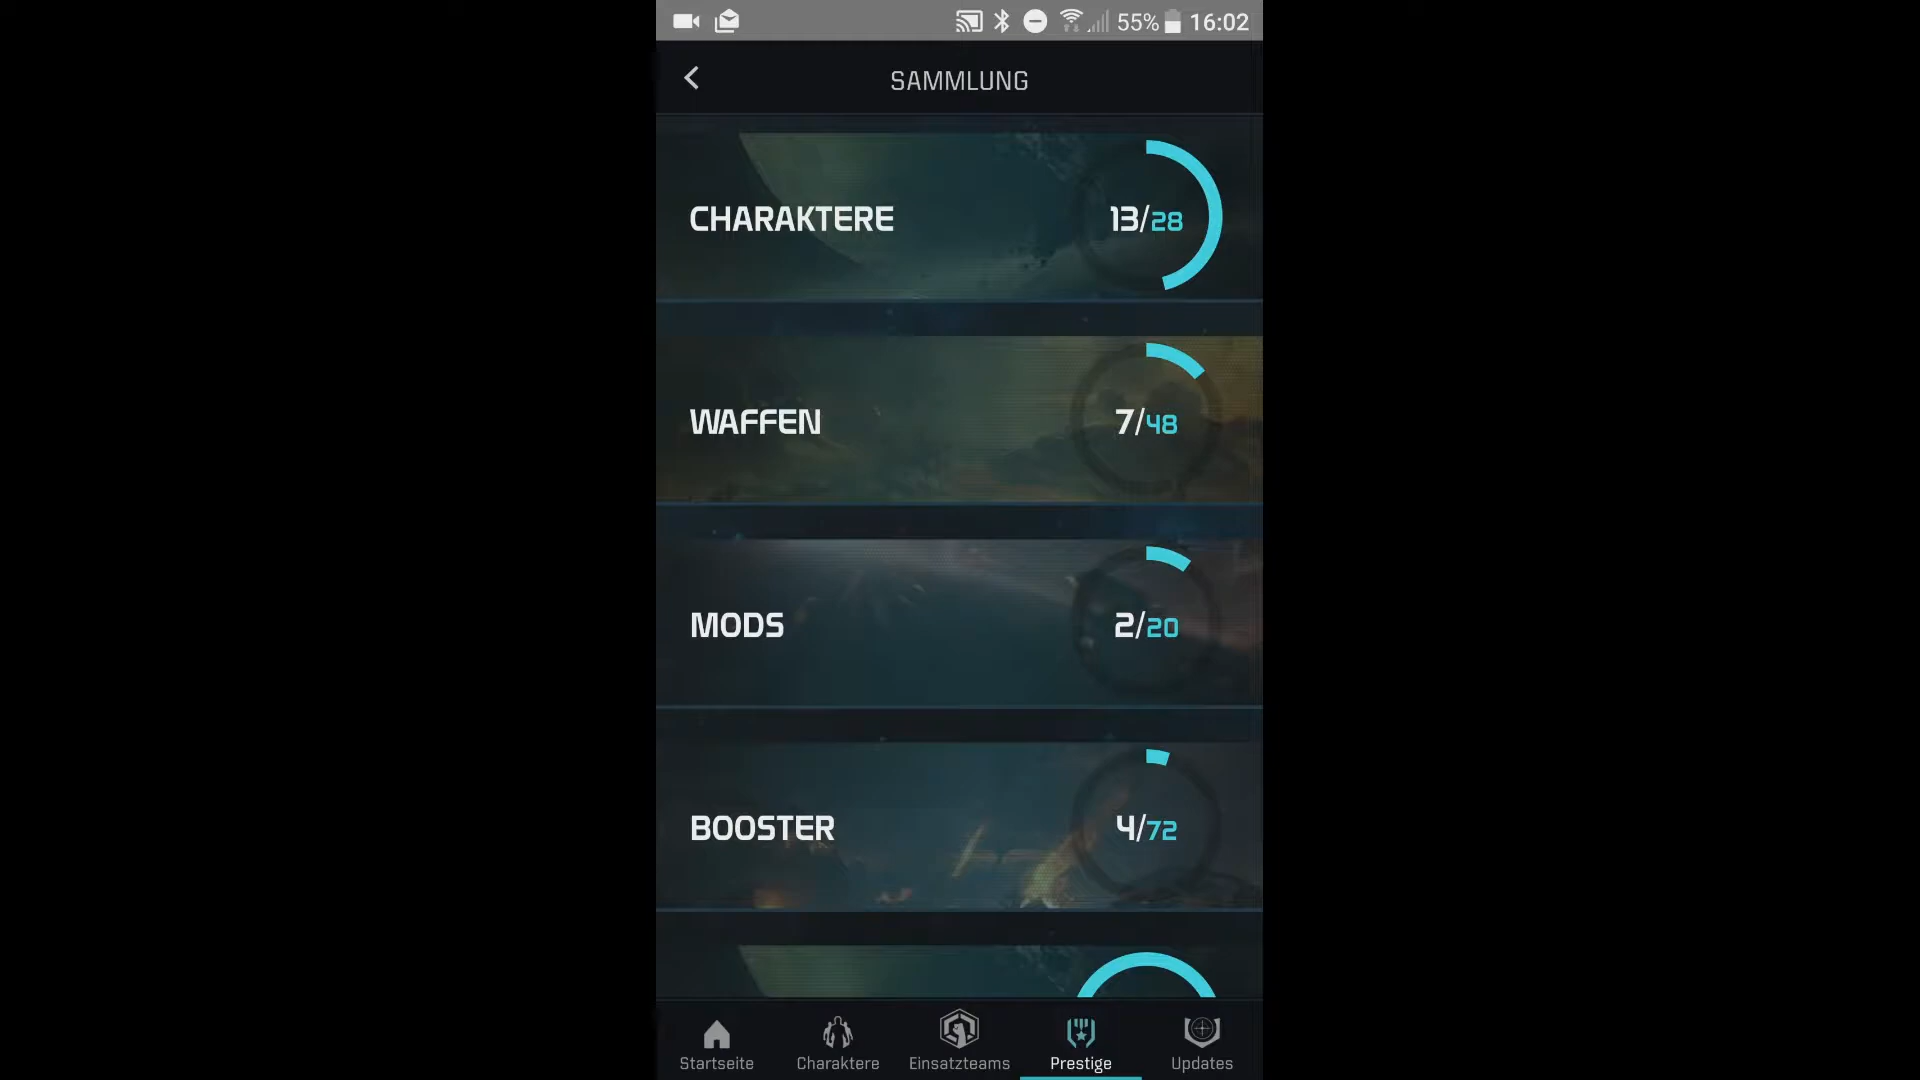 55% 16:02
SAMMLUNG
CHARAKTERE 13/28
WAFFEN 7/48
MODS 2/20
BOOSTER 4/72
Startseite Charaktere Einsatzteams Prestige Updates